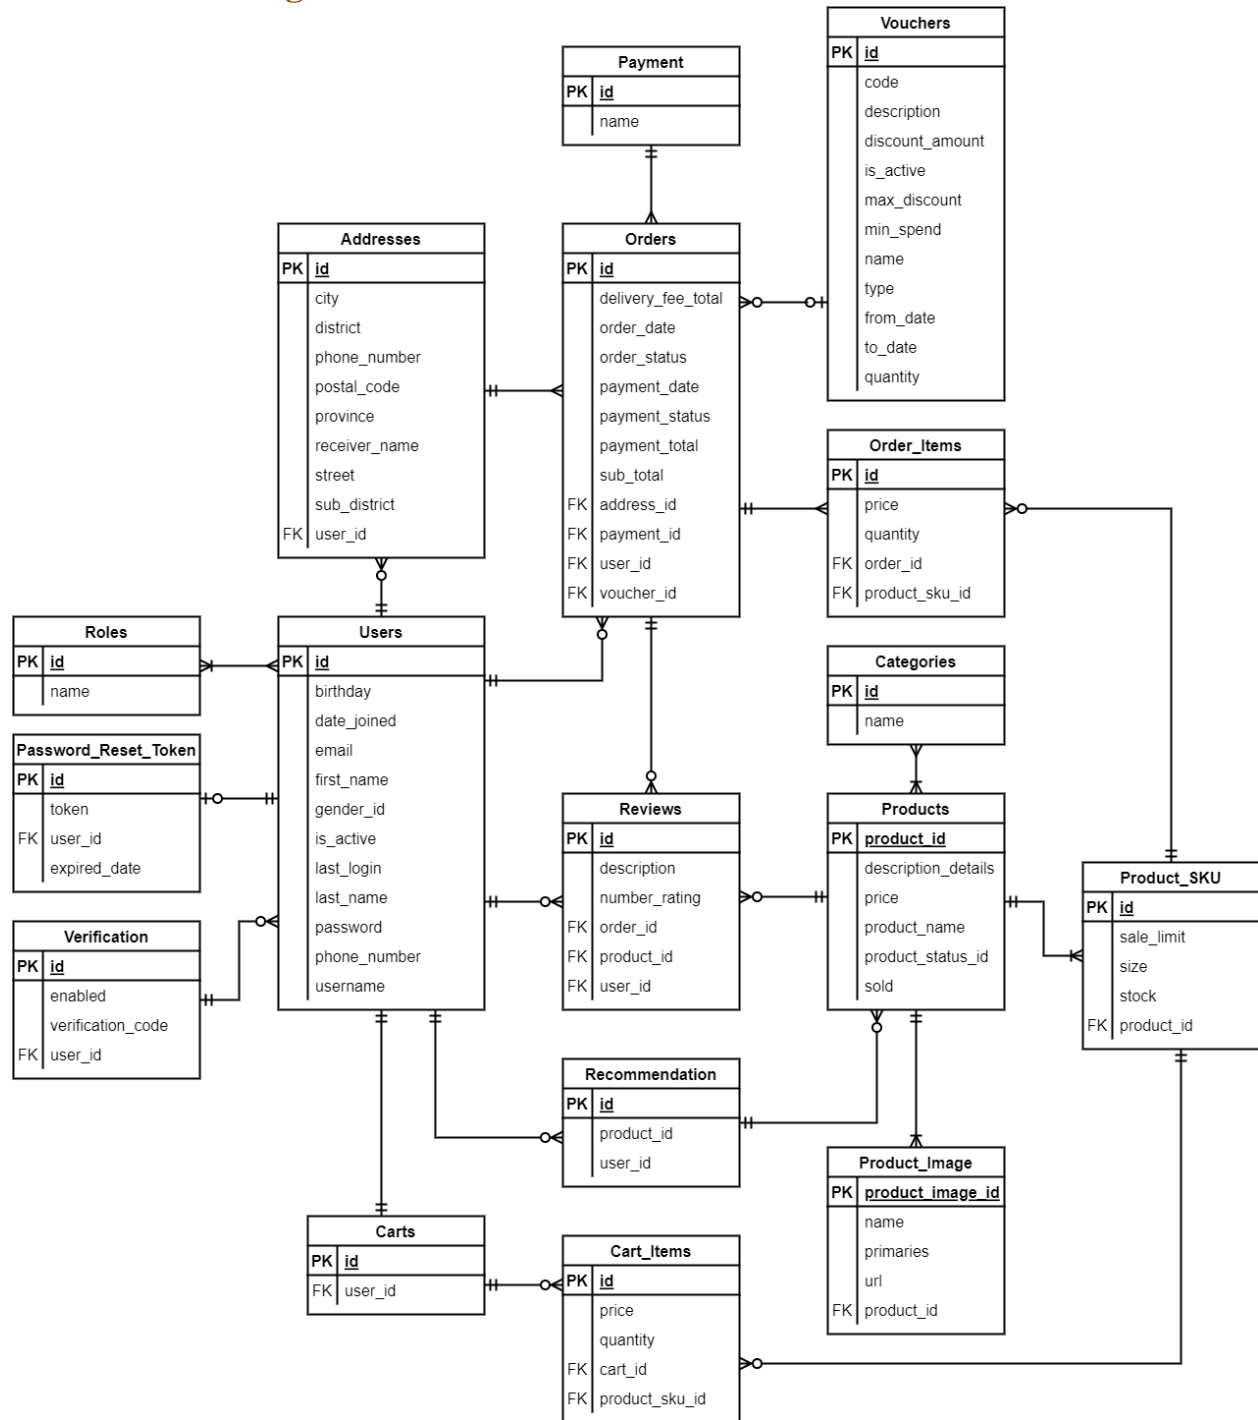 Vouchers
PK id
code
description
discount_amount
is_active
max_discount
min_spend
name
type
from_date
to_date
quantity
Payment
PK id
name
Addresses
PK id
city
district
phone_number
postal_code
province
receiver_name
street
sub_district
FK user_id
Orders
PK id
delivery_fee_total
order_date
order_status
payment_date
payment_status
payment_total
sub_total
FK address_id
FK payment_id
FK user_id
FK voucher_id
Order_Items
PK id
price
quantity
FK order_id
FK product_sku_id
Roles
PK id
name
Users
PK id
birthday
date_joined
email
first_name
gender_id
is_active
last_login
last_name
password
phone_number
username
Categories
PK id
name
Password_Reset_Token
PK id
token
FK user_id
expired_date
Reviews
PK id
description
number_rating
FK order_id
FK product_id
FK user_id
Products
PK product_id
description_details
price
product_name
product_status_id
sold
Product_SKU
PK id
sale_limit
size
stock
FK product_id
Verification
PK id
enabled
verification_code
FK user_id
Recommendation
PK id
product_id
user_id
Product_Image
PK product_image_id
name
primaries
url
FK product_id
Carts
PK id
FK user_id
Cart_Items
PK id
price
quantity
FK cart_id
FK product_sku_id